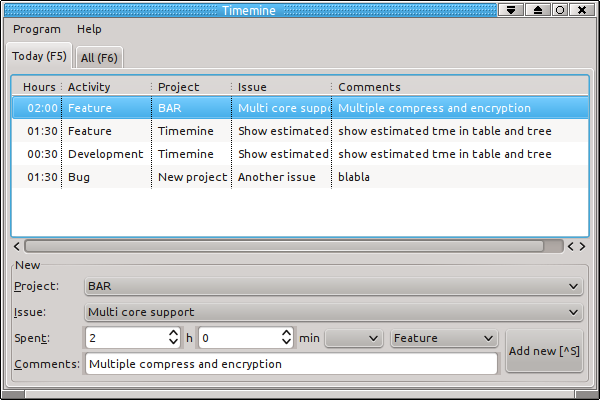 Timemine
Program Help
Today (F5) All (F6)
Hours Activity Project Issue Comments
02:00 Feature BAR Multi core supp Multiple compress and encryption
01:30 Feature Timemine Show estimated show estimated tme in table and tree
00:30 Development Timemine Show estimated show estimated tme in table and tree
01:30 Bug New project Another issue blabla
New
Project: BAR
Issue: Multi core support
Spent: 2 h 0 min Feature
Add new [^S]
Comments: Multiple compress and encryption